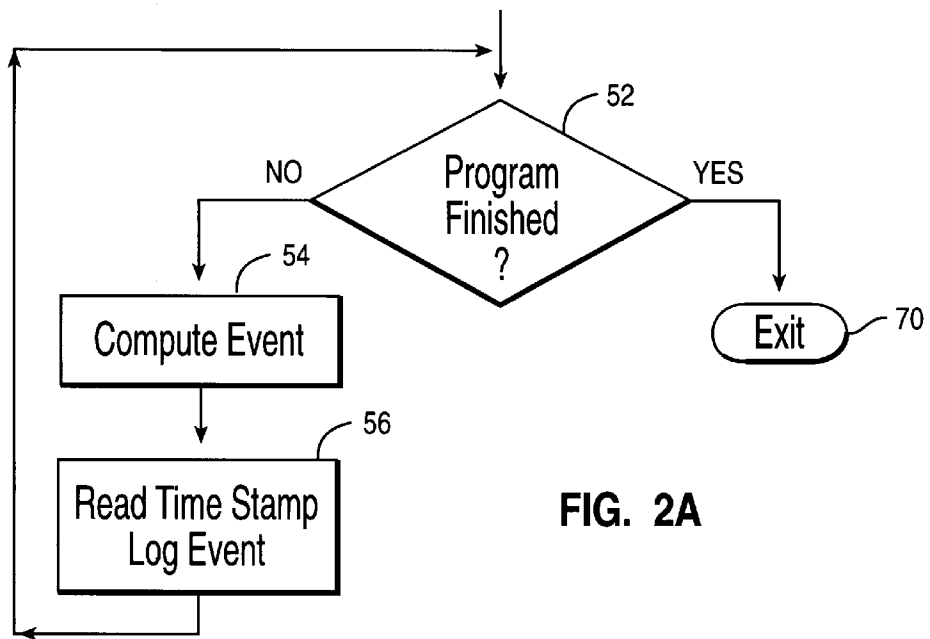 52
Program
Finished
?
NO
YES
54
Compute Event
Exit
70
56
Read Time Stamp
Log Event
FIG. 2A